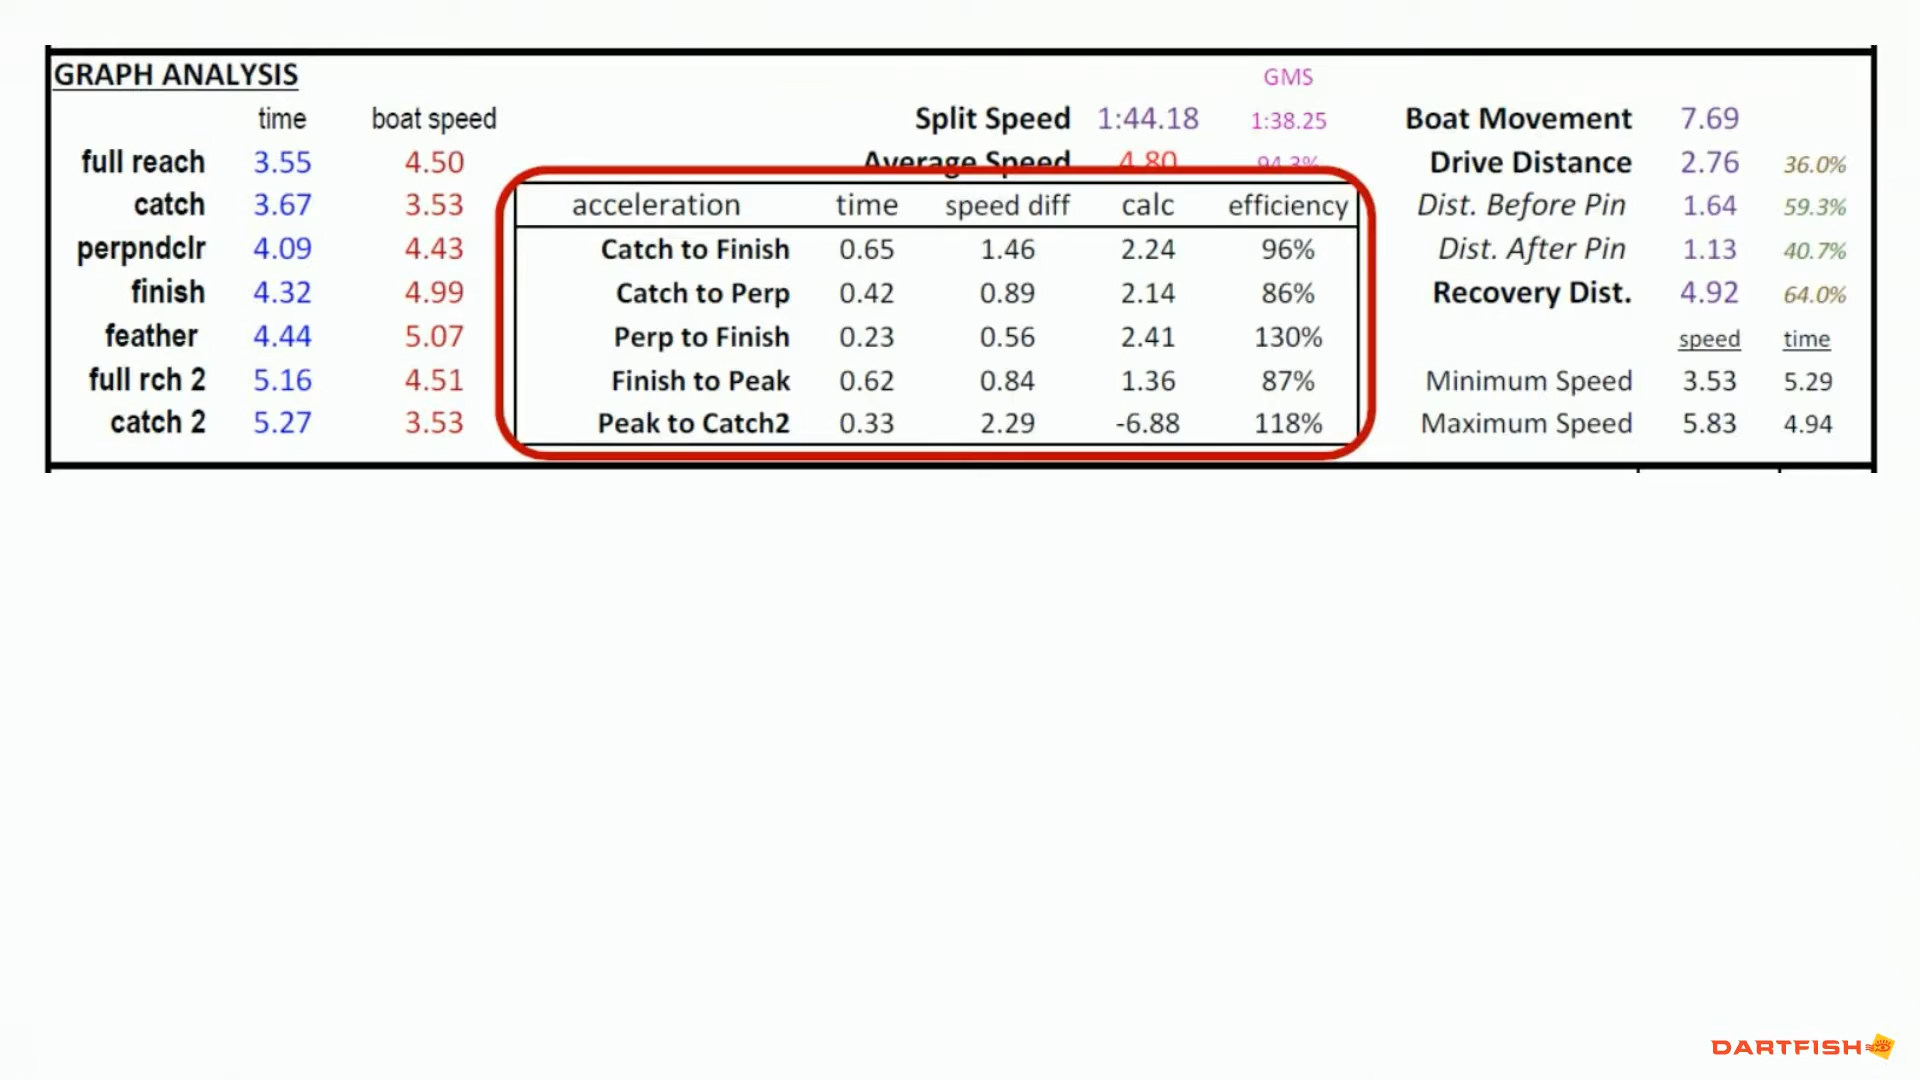 GRAPH ANALYSIS
GMS
time boat speed Split Speed 1:44.18 1:38.25 Boat Movement 7.69
full reach 3.55 4.50 Average Speed 4.80 94.3% Drive Distance 2.76 36.0%
catch 3.67 3.53 acceleration time speed diff calc efficiency Dist. Before Pin 1.64 59.3%
perpndclr 4.09 4.43 Catch to Finish 0.65 1.46 2.24 96% Dist. After Pin 1.13 40.7%
finish 4.32 4.99 Catch to Perp 0.42 0.89 2.14 86% Recovery Dist. 4.92 64.0%
feather 4.44 5.07 Perp to Finish 0.23 0.56 2.41 130% speed time
full rch 2 5.16 4.51 Finish to Peak 0.62 0.84 1.36 87% Minimum Speed 3.53 5.29
catch 2 5.27 3.53 Peak to Catch2 0.33 2.29 -6.88 118% Maximum Speed 5.83 4.94
DARTFISH